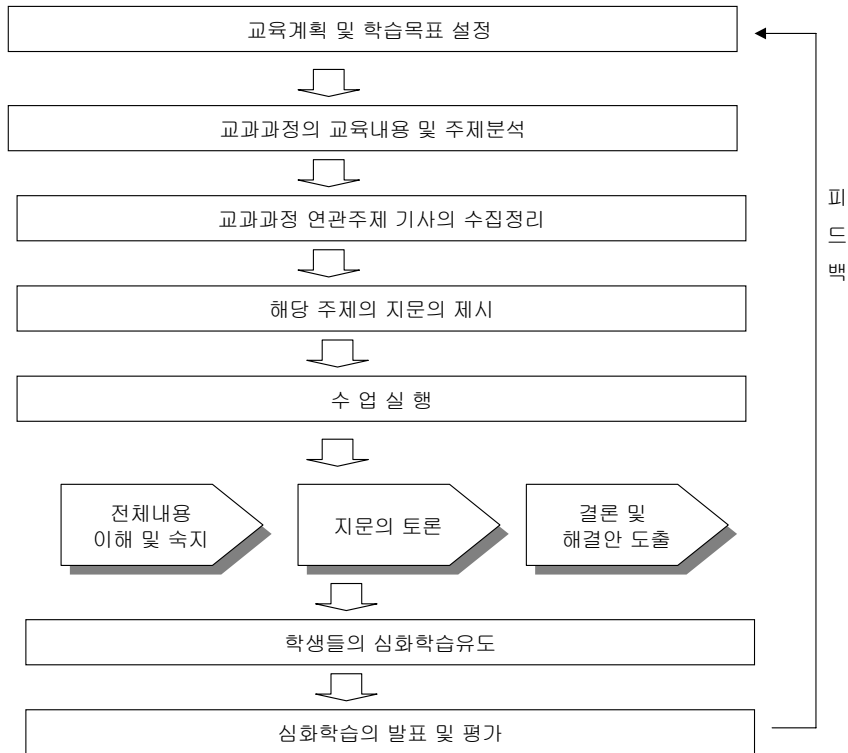 교육계획 및 학습목표 설정
교과과정의 교육내용 및 주제분석
교과과정 연관주제 기사의 수집정리
해당 주제의 지문의 제시
수 업 실 행
전체내용
이해 및 숙지
지문의 토론
결론 및
해결안 도출
학생들의 심화학습유도
심화학습의 발표 및 평가
피
드
백